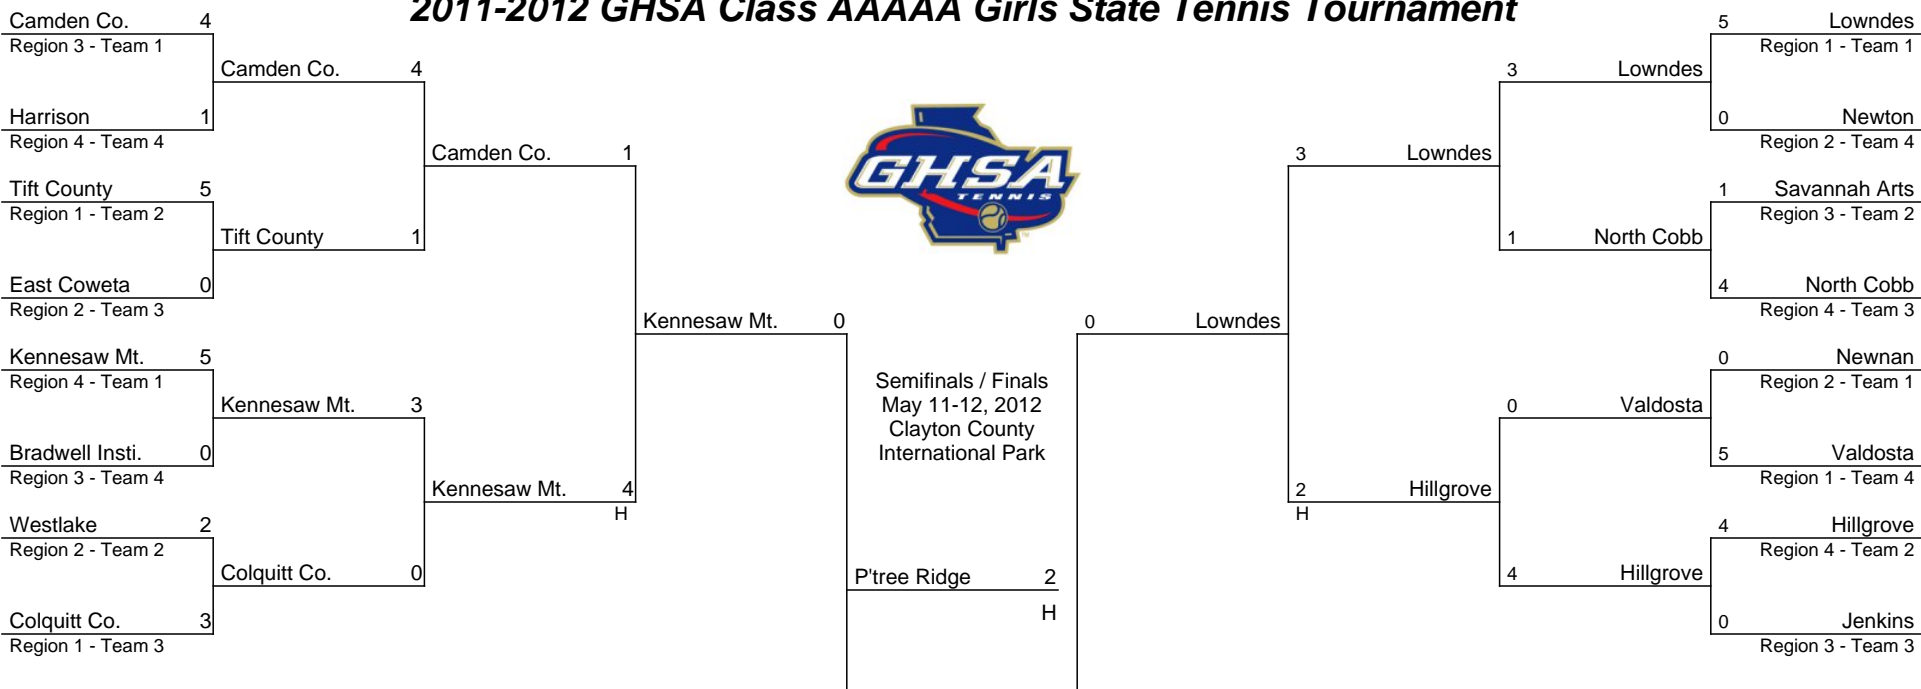 2011-2012 GHSA Class AAAAA Girls State Tennis Tournament
Camden Co. 4
Region 3 - Team 1
Harrison 1
Region 4 - Team 4
Tift County 5
Region 1 - Team 2
East Coweta 0
Region 2 - Team 3
Kennesaw Mt. 5
Region 4 - Team 1
Bradwell Insti. 0
Region 3 - Team 4
Westlake 2
Region 2 - Team 2
Colquitt Co. 3
Region 1 - Team 3
Camden Co. 4
Tift County 1
Kennesaw Mt. 3
Colquitt Co. 0
Camden Co. 1
Kennesaw Mt. 4
H
Kennesaw Mt. 0
GHSA
TENNIS
Semifinals / Finals
May 11-12, 2012
Clayton County
International Park
P'tree Ridge 2
H
0 Lowndes
3 Lowndes
2 Hillgrove
H
3 Lowndes
1 North Cobb
0 Valdosta
4 Hillgrove
5 Lowndes
Region 1 - Team 1
0 Newton
Region 2 - Team 4
1 Savannah Arts
Region 3 - Team 2
4 North Cobb
Region 4 - Team 3
0 Newnan
Region 2 - Team 1
5 Valdosta
Region 1 - Team 4
4 Hillgrove
Region 4 - Team 2
0 Jenkins
Region 3 - Team 3